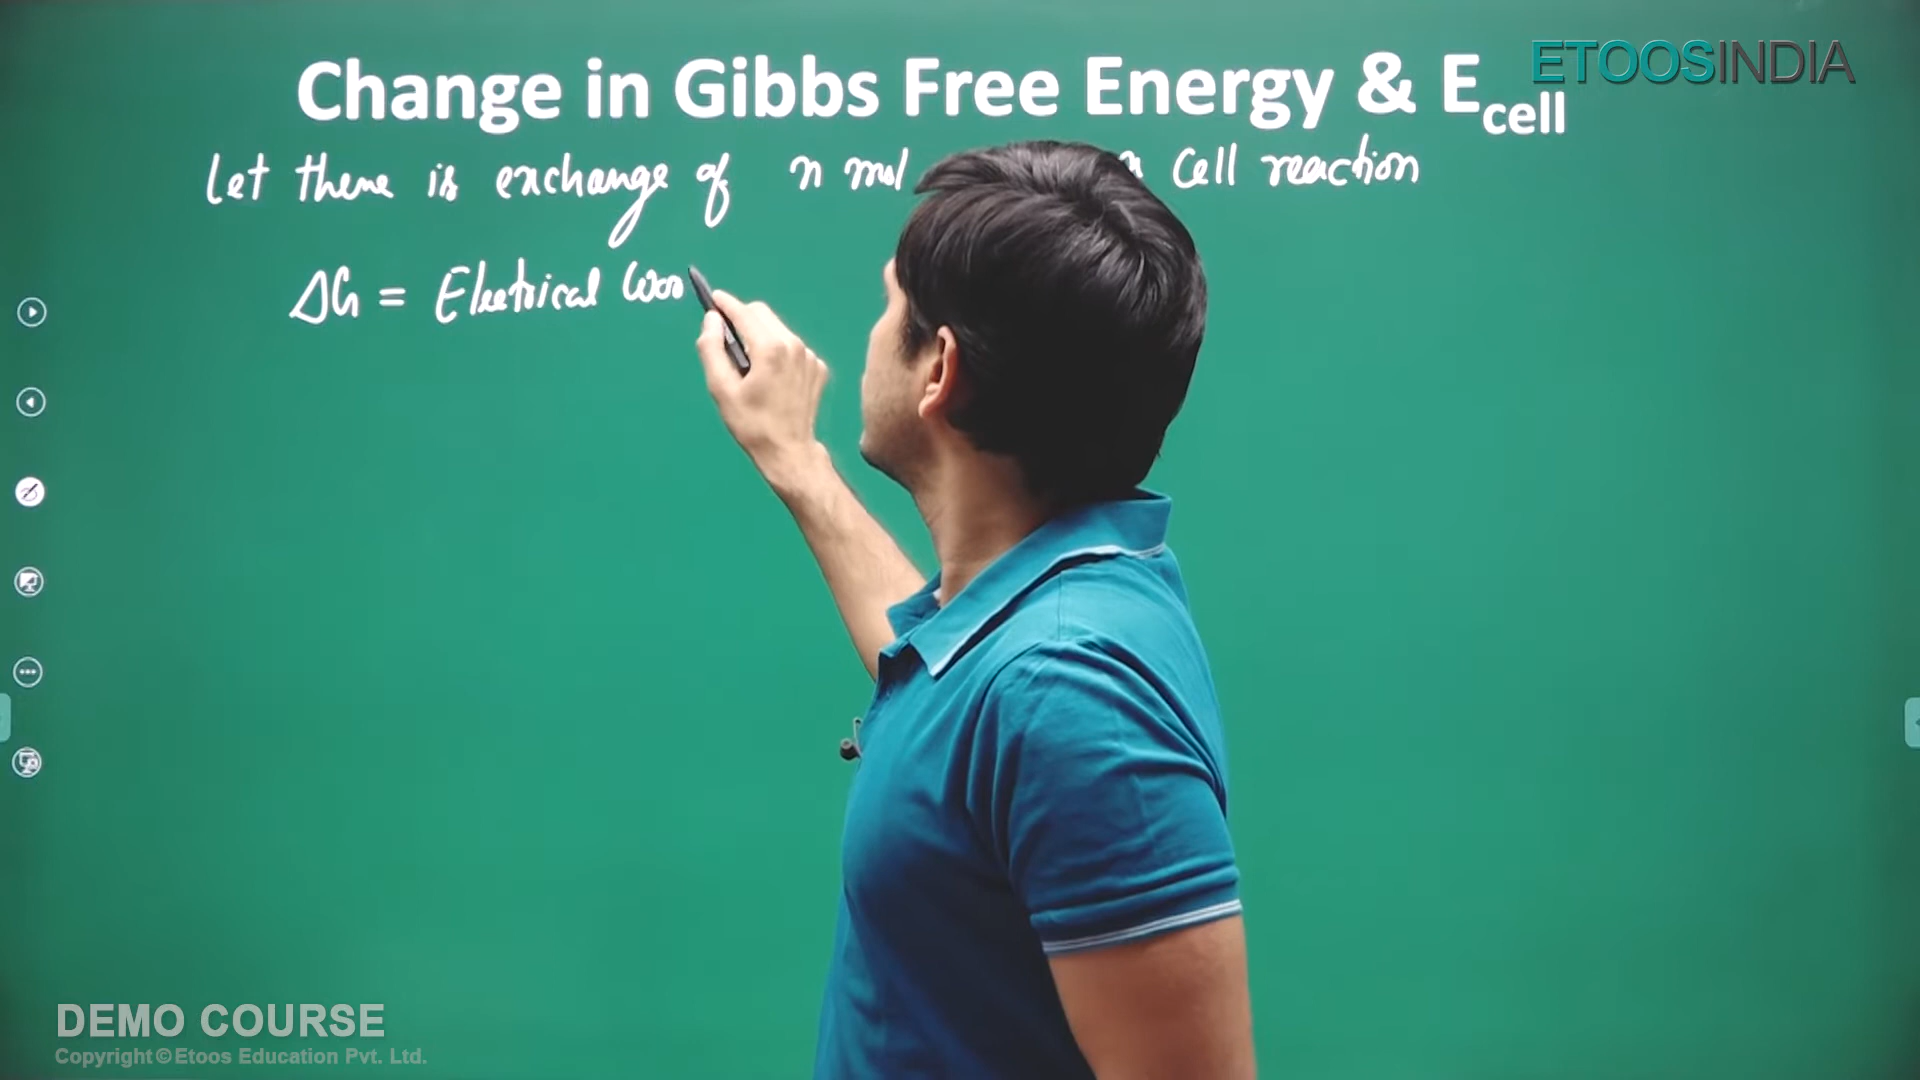 ETOOSINDIA
Change in Gibbs Free Energy & Ecell
Let there is exchange of n mol cell reaction
ΔG = Electrical Wor
DEMO COURSE
Copyright©Etoos Education Pvt. Ltd.